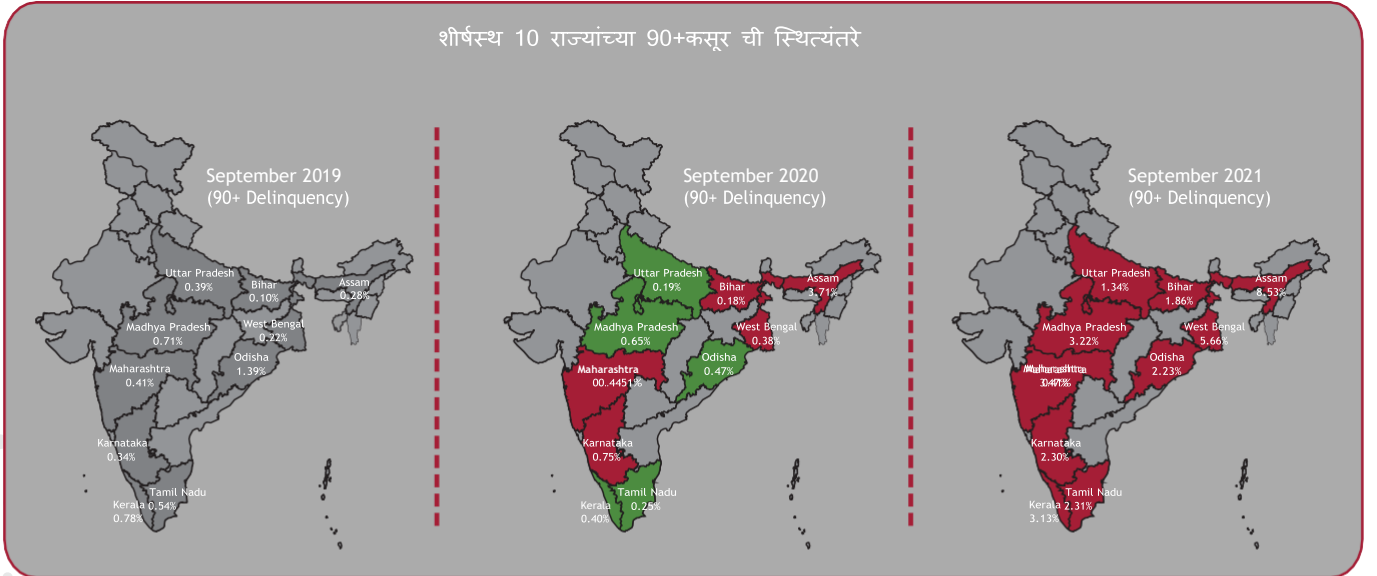 शीर्षस्थ 10 राज्यांच्या 90+कसूर ची स्थित्यंतरे
September 2019
(90+ Delinquency)
Uttar Pradesh
0.39%
Bihar
0.10%
Assam
0.28%
Madhya Pradesh
0.71%
West Bengal
0.22%
Maharashtra
0.41%
Odisha
1.39%
Karnataka
0.34%
Tamil Nadu
0.54%
Kerala
0.78%
September 2020
(90+ Delinquency)
Uttar Pradesh
0.19%
Bihar
0.18%
Assam
3.71%
Madhya Pradesh
0.65%
West Bengal
0.38%
Maharashtra
Odisha
0.47%
Karnataka
0.75%
Tamil Nadu
0.25%
Kerala
0.40%
September 2021
(90+ Delinquency)
Uttar Pradesh
1.34%
Bihar
1.86%
Assam
8.53%
Madhya Pradesh
3.22%
West Bengal
5.66%
Maharashtra
Odisha
2.23%
Karnataka
2.30%
Tamil Nadu
2.31%
Kerala
3.13%